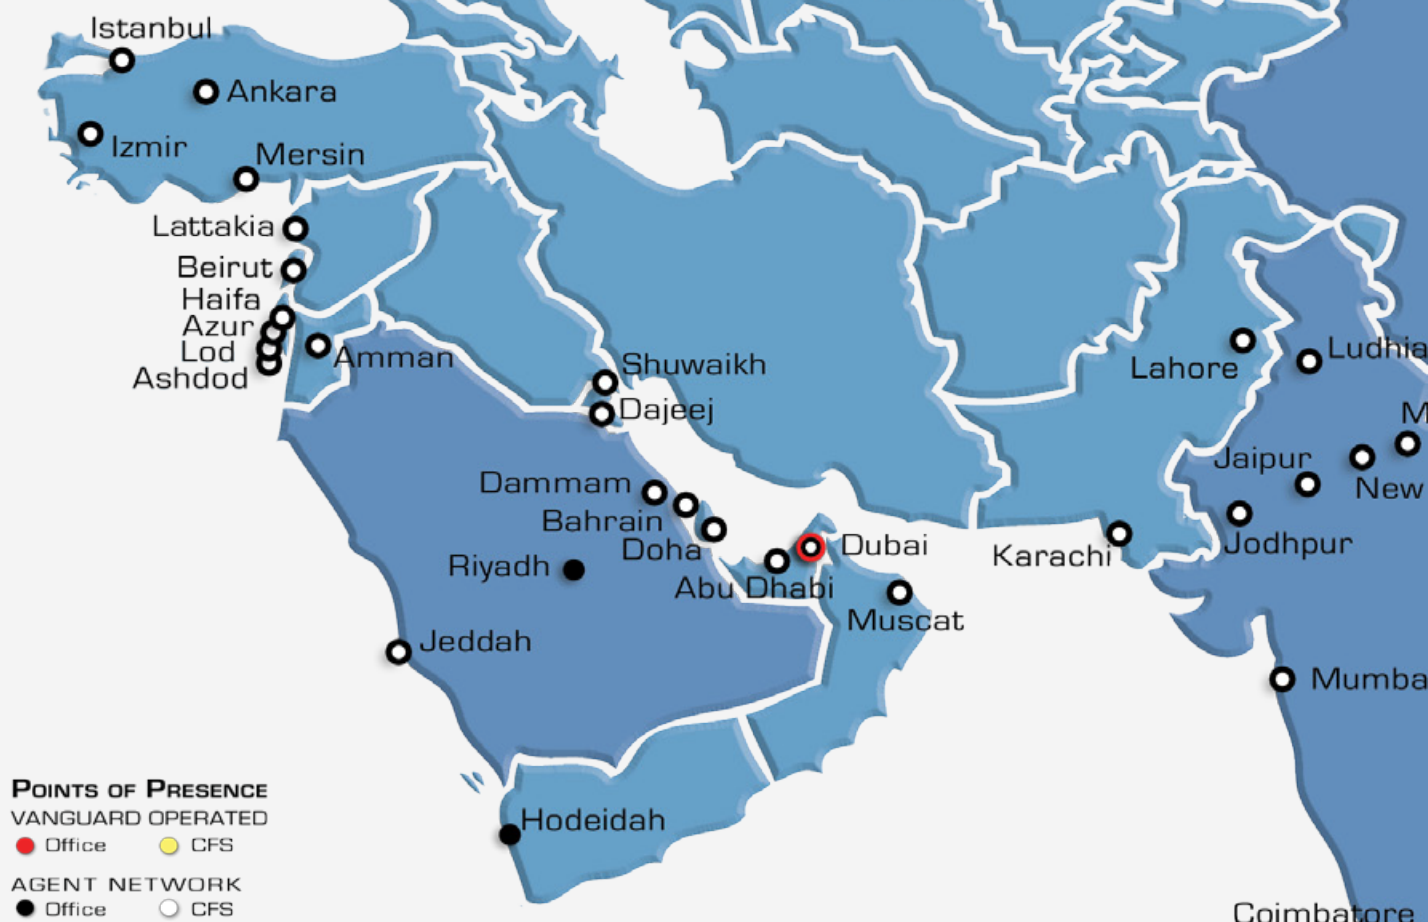 Istanbul
Ankara
Izmir
Mersin
Lattakia
Beirut
Haifa
Azur
Lod
Amman
Ashdod
Shuwaikh
Dajeej
Lahore
Ludhia
M
Jaipur
New
Dammam
Bahrain
Doha
Dubai
Karachi
Jodhpur
Riyadh
Abu Dhabi
Muscat
Jeddah
Mumba
Hodeidah
POINTS OF PRESENCE
VANGUARD OPERATED
Office CFS
AGENT NETWORK
Office CFS
Coimbatore